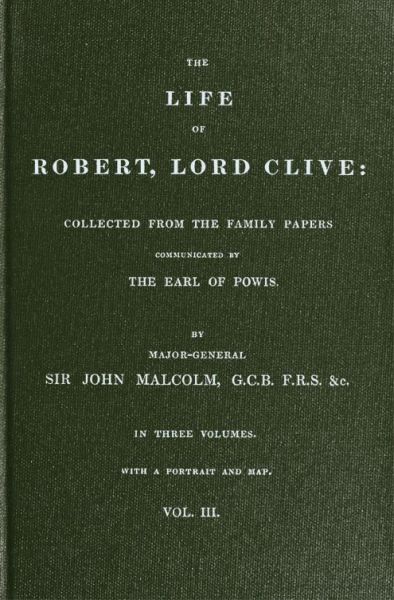 THE
LIFE
OF
ROBERT, LORD CLIVE:
COLLECTED FROM THE FAMILY PAPERS
COMMUNICATED BY
THE EARL OF POWIS.
BY
MAJOR-GENERAL
SIR JOHN MALCOLM, G.C.B. F.R.S. &c.
IN THREE VOLUMES.
WITH A PORTRAIT AND MAP.
VOL. III.